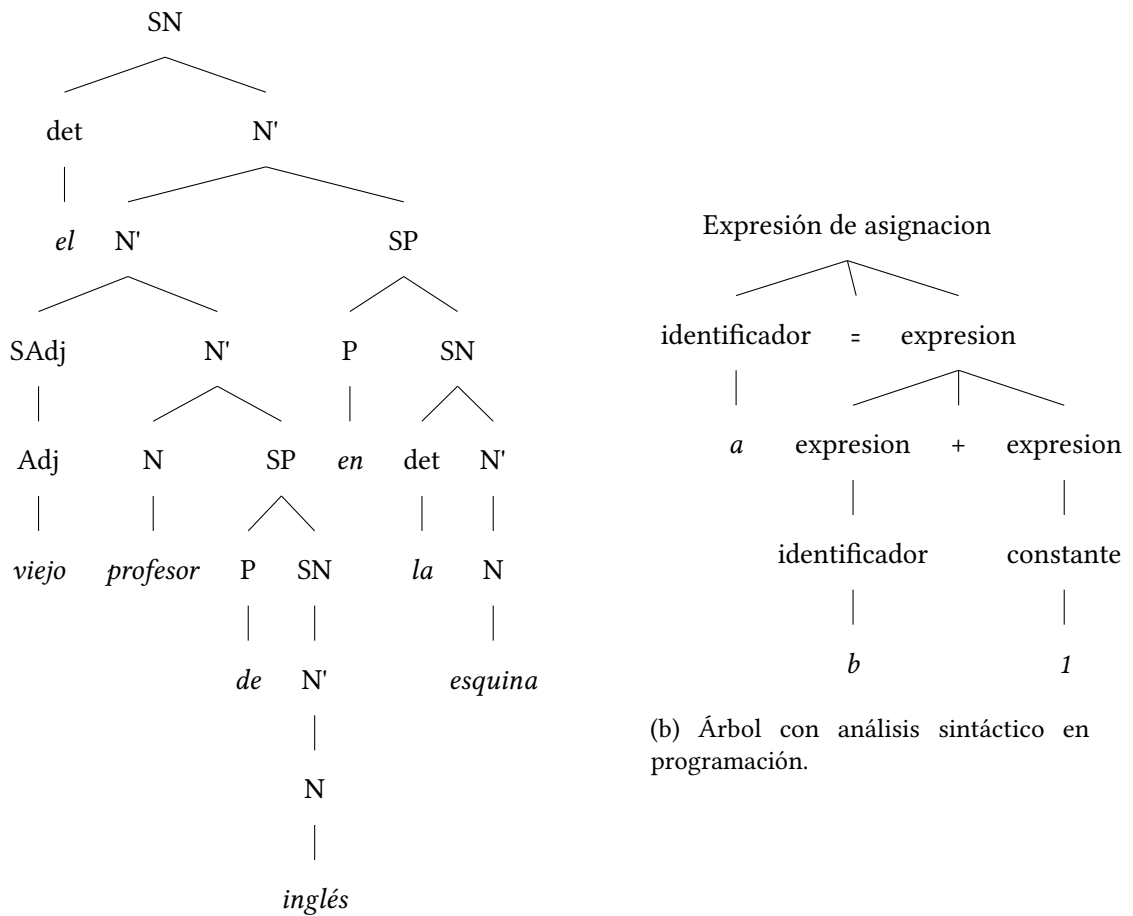 SN
det N'
el N' SP
SAdj N' P SN
Adj N SP en det N'
viejo profesor P SN la N
de N' esquina
N
inglés
Expresión de asignacion
identificador = expresion
a expresion + expresion
identificador constante
b 1
(b) Árbol con análisis sintáctico en
programación.